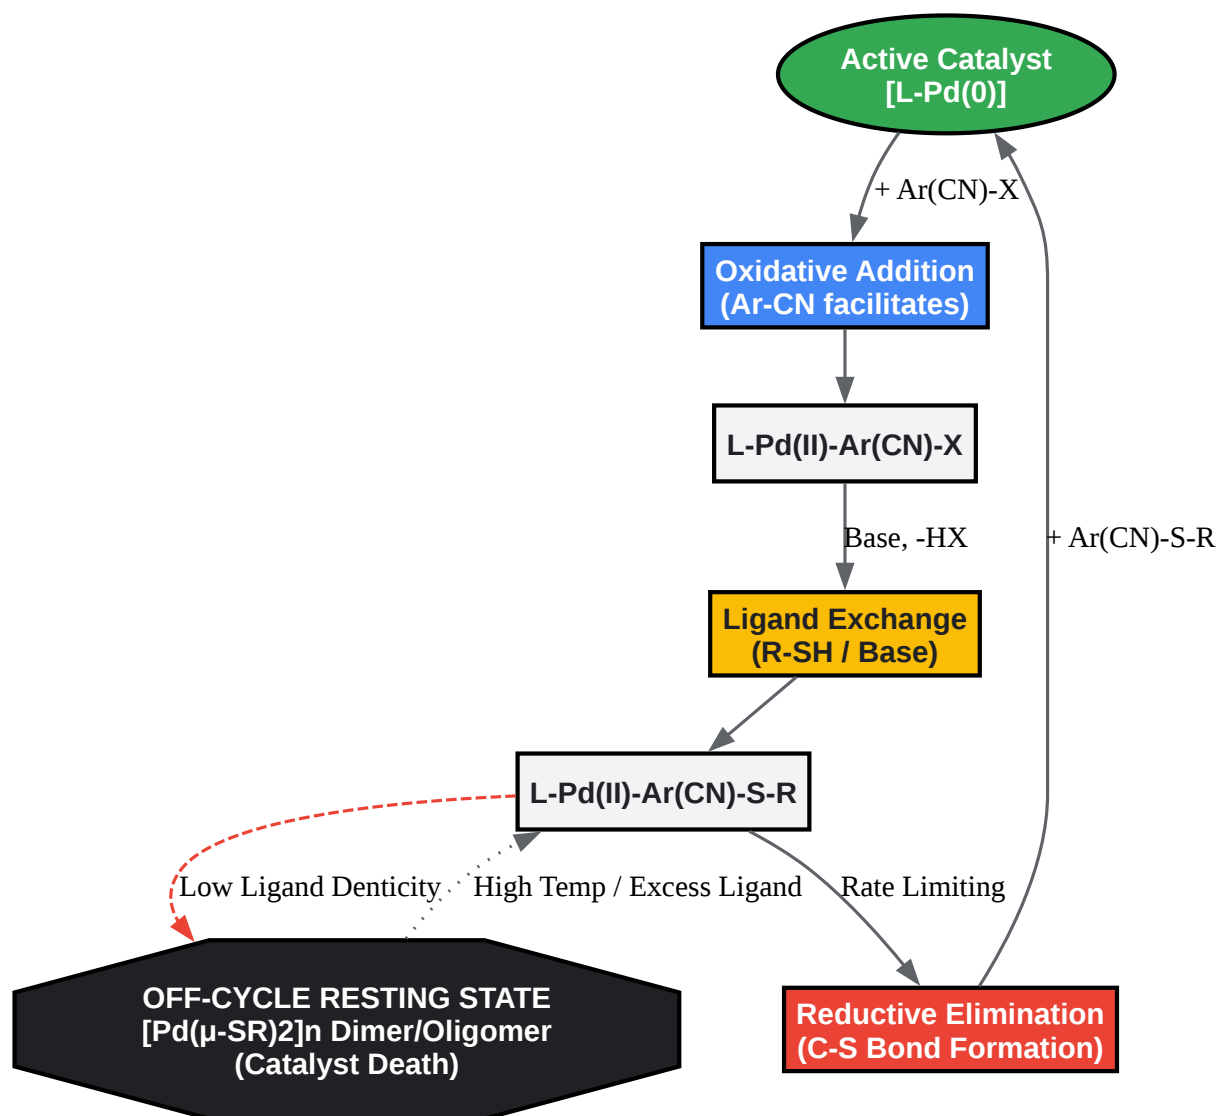 Active Catalyst
[L-Pd(0)]
+ Ar(CN)-X
Oxidative Addition
(Ar-CN facilitates)
L-Pd(II)-Ar(CN)-X
Base, -HX
+ Ar(CN)-S-R
Ligand Exchange
(R-SH / Base)
L-Pd(II)-Ar(CN)-S-R
Low Ligand Denticity
High Temp / Excess Ligand
Rate Limiting
OFF-CYCLE RESTING STATE
[Pd(μ-SR)2]n Dimer/Oligomer
(Catalyst Death)
Reductive Elimination
(C-S Bond Formation)